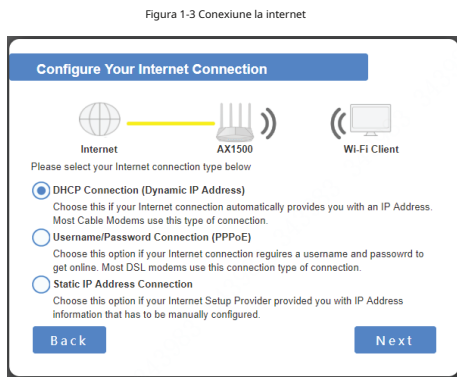 Figura 1-3 Conexiune la internet
Configure Your Internet Connection
Internet
AX1500
Wi-Fi Client
Please select your Internet connection type below
DHCP Connection (Dynamic IP Address)
Choose this if your Internet connection automatically provides you with an IP Address.
Most Cable Modems use this type of connection.
Username/Password Connection (PPPoE)
Choose this option if your Internet connection requires a username and passowrd to
get online. Most DSL modems use this connection type of connection.
Static IP Address Connection
Choose this option if your Internet Setup Provider provided you with IP Address
information that has to be manually configured.
Back
Next